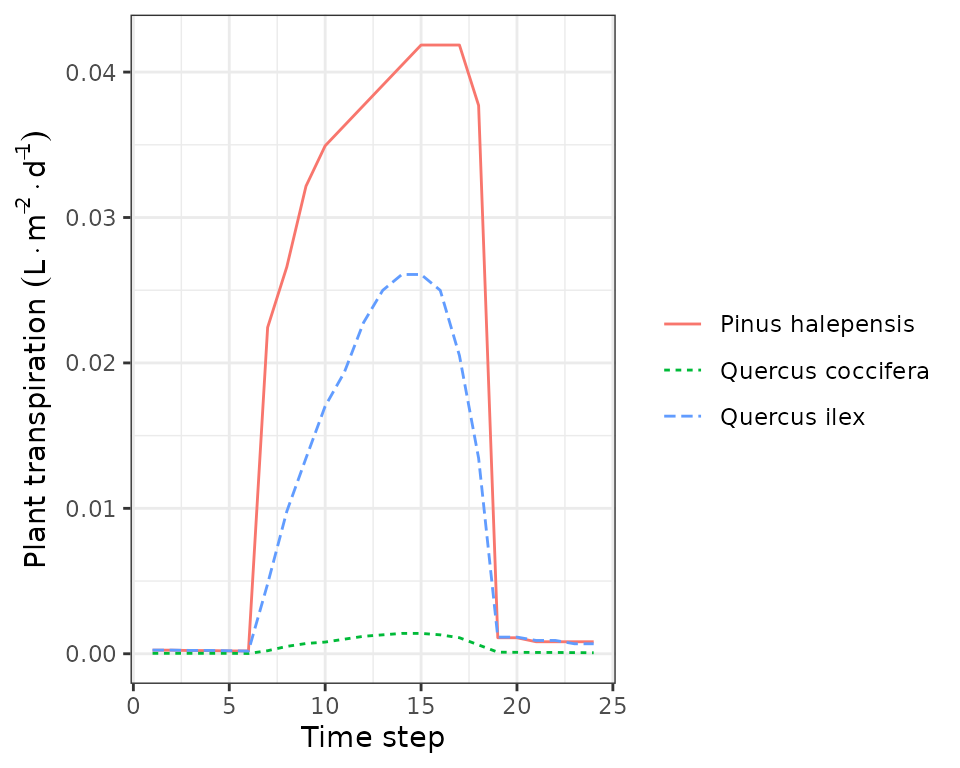 Plant transpiration (L·m⁻²·d⁻¹)
0.04
0.03
0.02
0.01
0.00
0 5 10 15 20 25
Time step
Pinus halepensis
Quercus coccifera
Quercus ilex